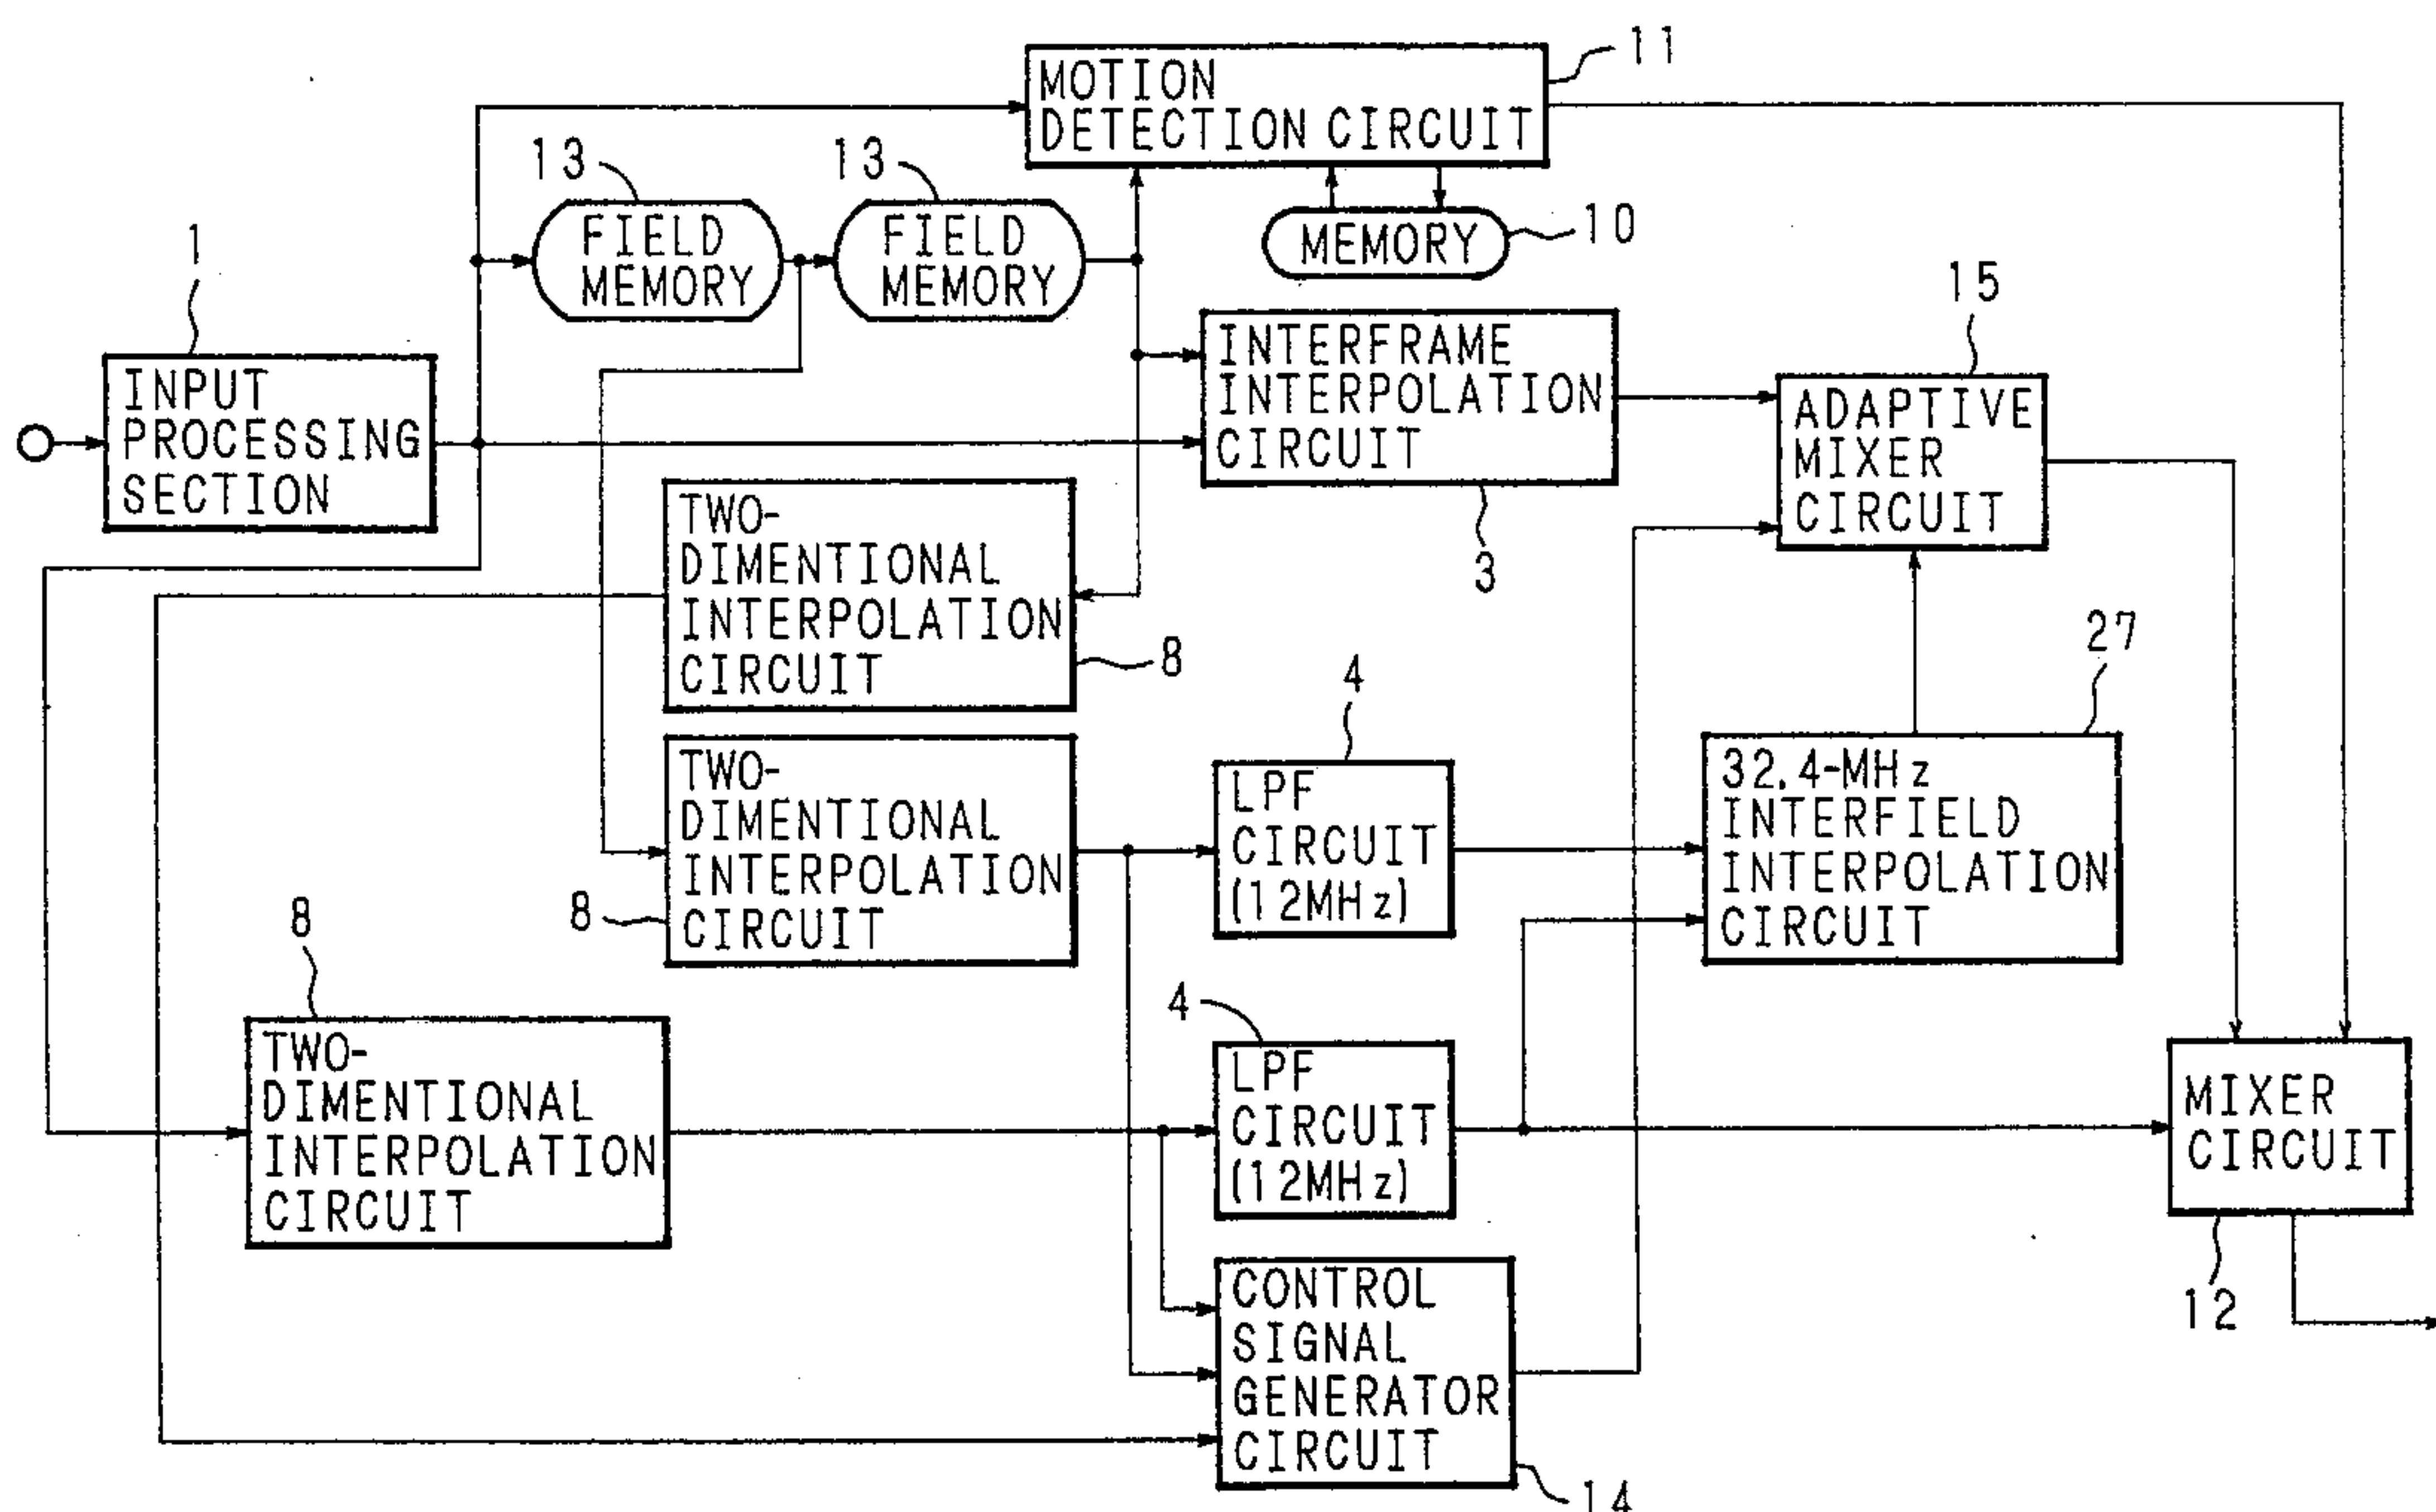 11
MOTION
DETECTION CIRCUIT
13
13
FIELD
MEMORY
FIELD
MEMORY
10
MEMORY
1
INPUT
PROCESSING
SECTION
INTERFRAME
INTERPOLATION
CIRCUIT
3
15
ADAPTIVE
MIXER
CIRCUIT
TWO-
DIMENTIONAL
INTERPOLATION
CIRCUIT
8
27
4
TWO-
DIMENTIONAL
INTERPOLATION
CIRCUIT
8
LPF
CIRCUIT
(12MHz)
32.4-MHz
INTERFIELD
INTERPOLATION
CIRCUIT
8
TWO-
DIMENTIONAL
INTERPOLATION
CIRCUIT
4
LPF
CIRCUIT
(12MHz)
MIXER
CIRCUIT
12
CONTROL
SIGNAL
GENERATOR
CIRCUIT
14